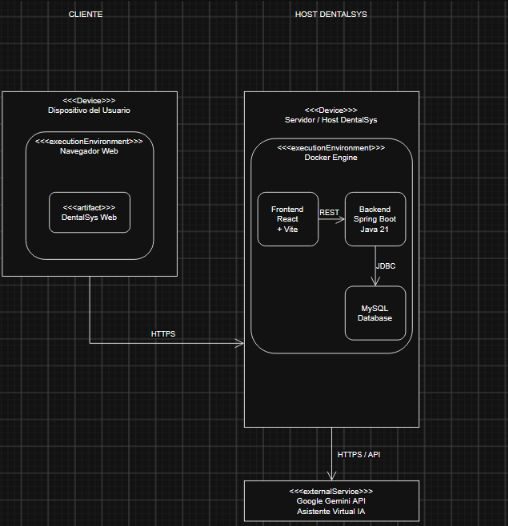 CLIENTE
HOST DENTALSYS
<<<Device>>>
Dispositivo del Usuario
<<executionEnvironment>>>
Navegador Web
<<<artifact>>>
DentalSys Web
<<<Device>>>
Servidor / Host DentalSys
<<<executionEnvironment>>>
Docker Engine
Frontend
React
+ Vite
REST
Backend
Spring Boot
Java 21
JDBC
MySQL
Database
HTTPS
HTTPS / API
<<<externalService>>>
Google Gemini API
Asistente Virtual IA